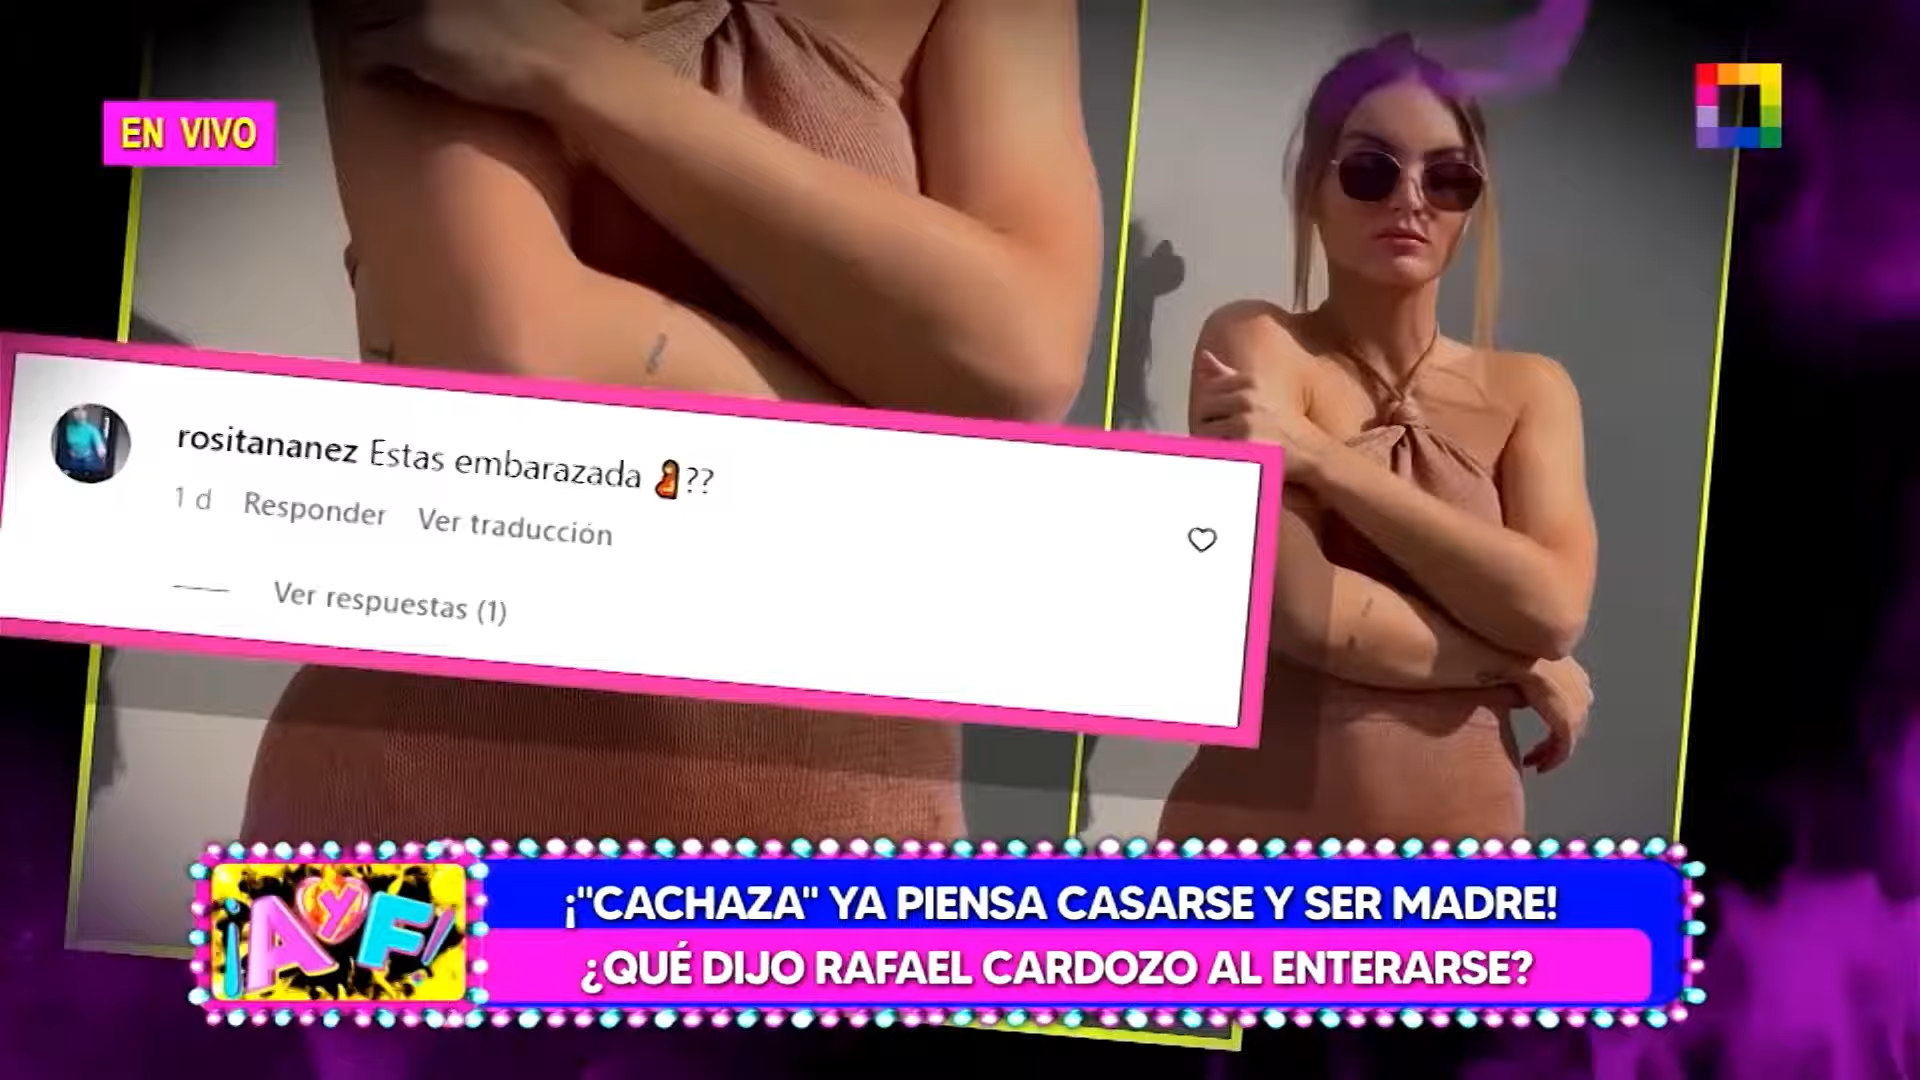 EN VIVO
rositananez Estas embarazada ??
1 d Responder Ver traducción
Ver respuestas (1)
¡AyF!
¡"CACHAZA" YA PIENSA CASARSE Y SER MADRE!
¿QUÉ DIJO RAFAEL CARDOZO AL ENTERARSE?